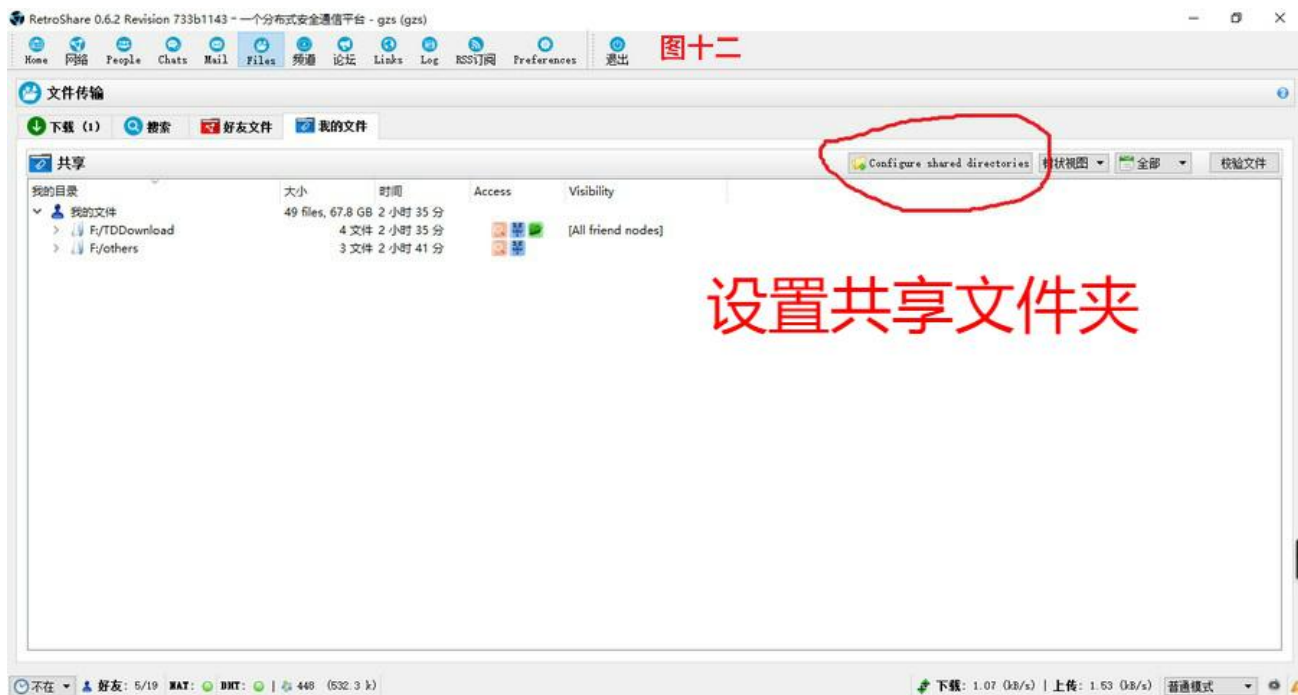 RetroShare 0.6.2 Revision 733b1143 - 一个分布式安全通信平台 - gzs (gzs)
Home 网络 People Chats Mail Files 频道 论坛 Links Log RSS订阅 Preferences 退出 图十二
文件传输
下载 (1) 搜索 好友文件 我的文件
共享 Configure shared directories 树状视图 全部 校验文件
我的目录 大小 时间 Access Visibility
我的文件 49 files, 67.8 GB 2 小时 35 分
F:/TDDownload 4 文件 2 小时 35 分 [All friend nodes]
F:/others 3 文件 2 小时 41 分
设置共享文件夹
不在 好友: 5/19 NAT: DHT: | 448 (532.3 k) 下载: 1.07 (kB/s) | 上传: 1.53 (kB/s) 普通模式